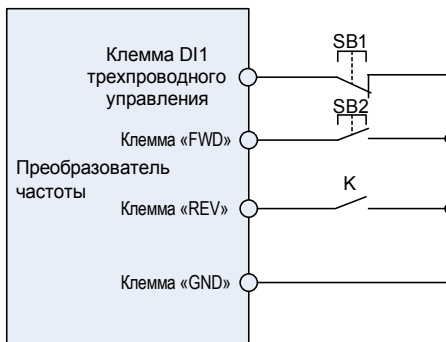 SB1
Клемма DI1
трехпроводного
управления
SB2
Клемма «FWD»
Преобразователь
частоты
K
Клемма «REV»
Клемма «GND»